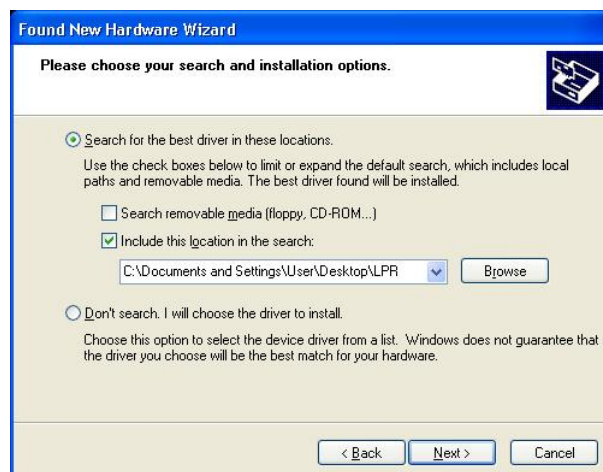 Found New Hardware Wizard
Please choose your search and installation options.
Search for the best driver in these locations.
Use the check boxes below to limit or expand the default search, which includes local
paths and removable media. The best driver found will be installed.
Search removable media (floppy, CD-ROM...)
Include this location in the search:
C:\Documents and Settings\User\Desktop\LPR
Browse
Don't search. I will choose the driver to install.
Choose this option to select the device driver from a list. Windows does not guarantee that
the driver you choose will be the best match for your hardware.
< Back
Next >
Cancel